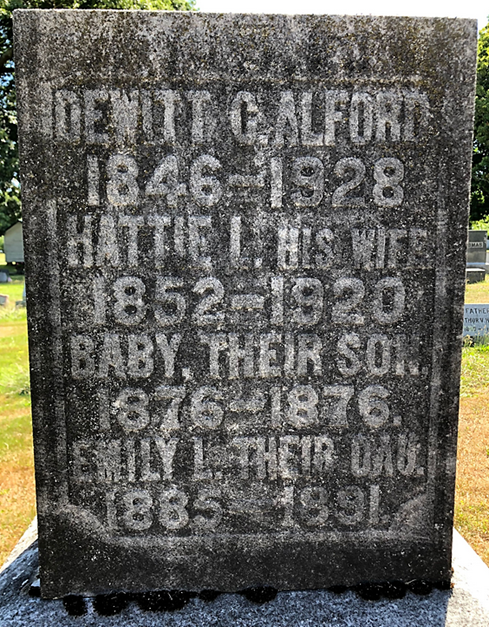 DEWITT C. ALFORD
1846–1928
HATTIE L. HIS WIFE
1852–1920
BABY, THEIR SON.
1876–1876.
EMILY L. THEIR DAU.
1885–1891.
FATHER